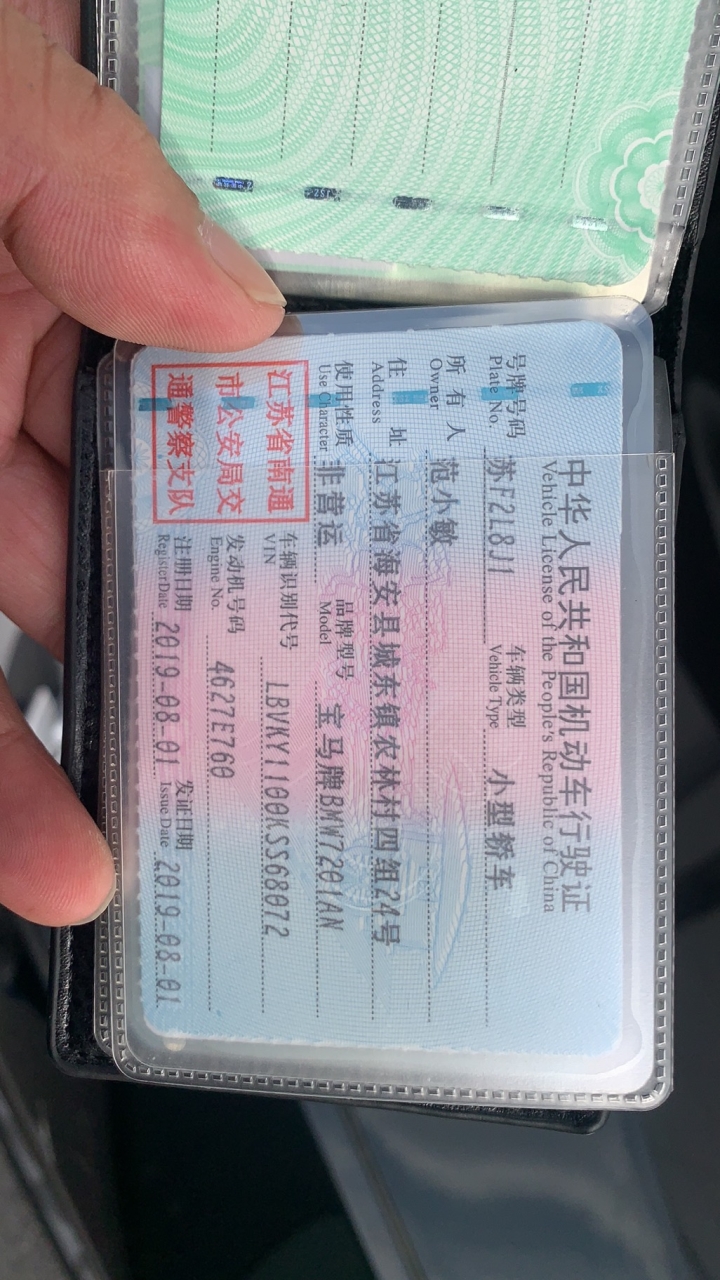 中华人民共和国机动车行驶证
Vehicle License of the People's Republic of China
号牌号码 苏F2L8J1 车辆类型 小型轿车
Plate No. Vehicle Type
所有人 范小敏
Owner
住址 江苏省海安县城东镇农林村四组24号
Address
使用性质 非营运 品牌型号 宝马牌BMW7201AN
Use Character Model
江苏省南通
市公安局交
通警察支队
车辆识别代号 LBVKY1100KSS68072
VIN
发动机号码 4627E760
Engine No.
注册日期 2019-08-01 发证日期 2019-08-01
Register Date Issue Date